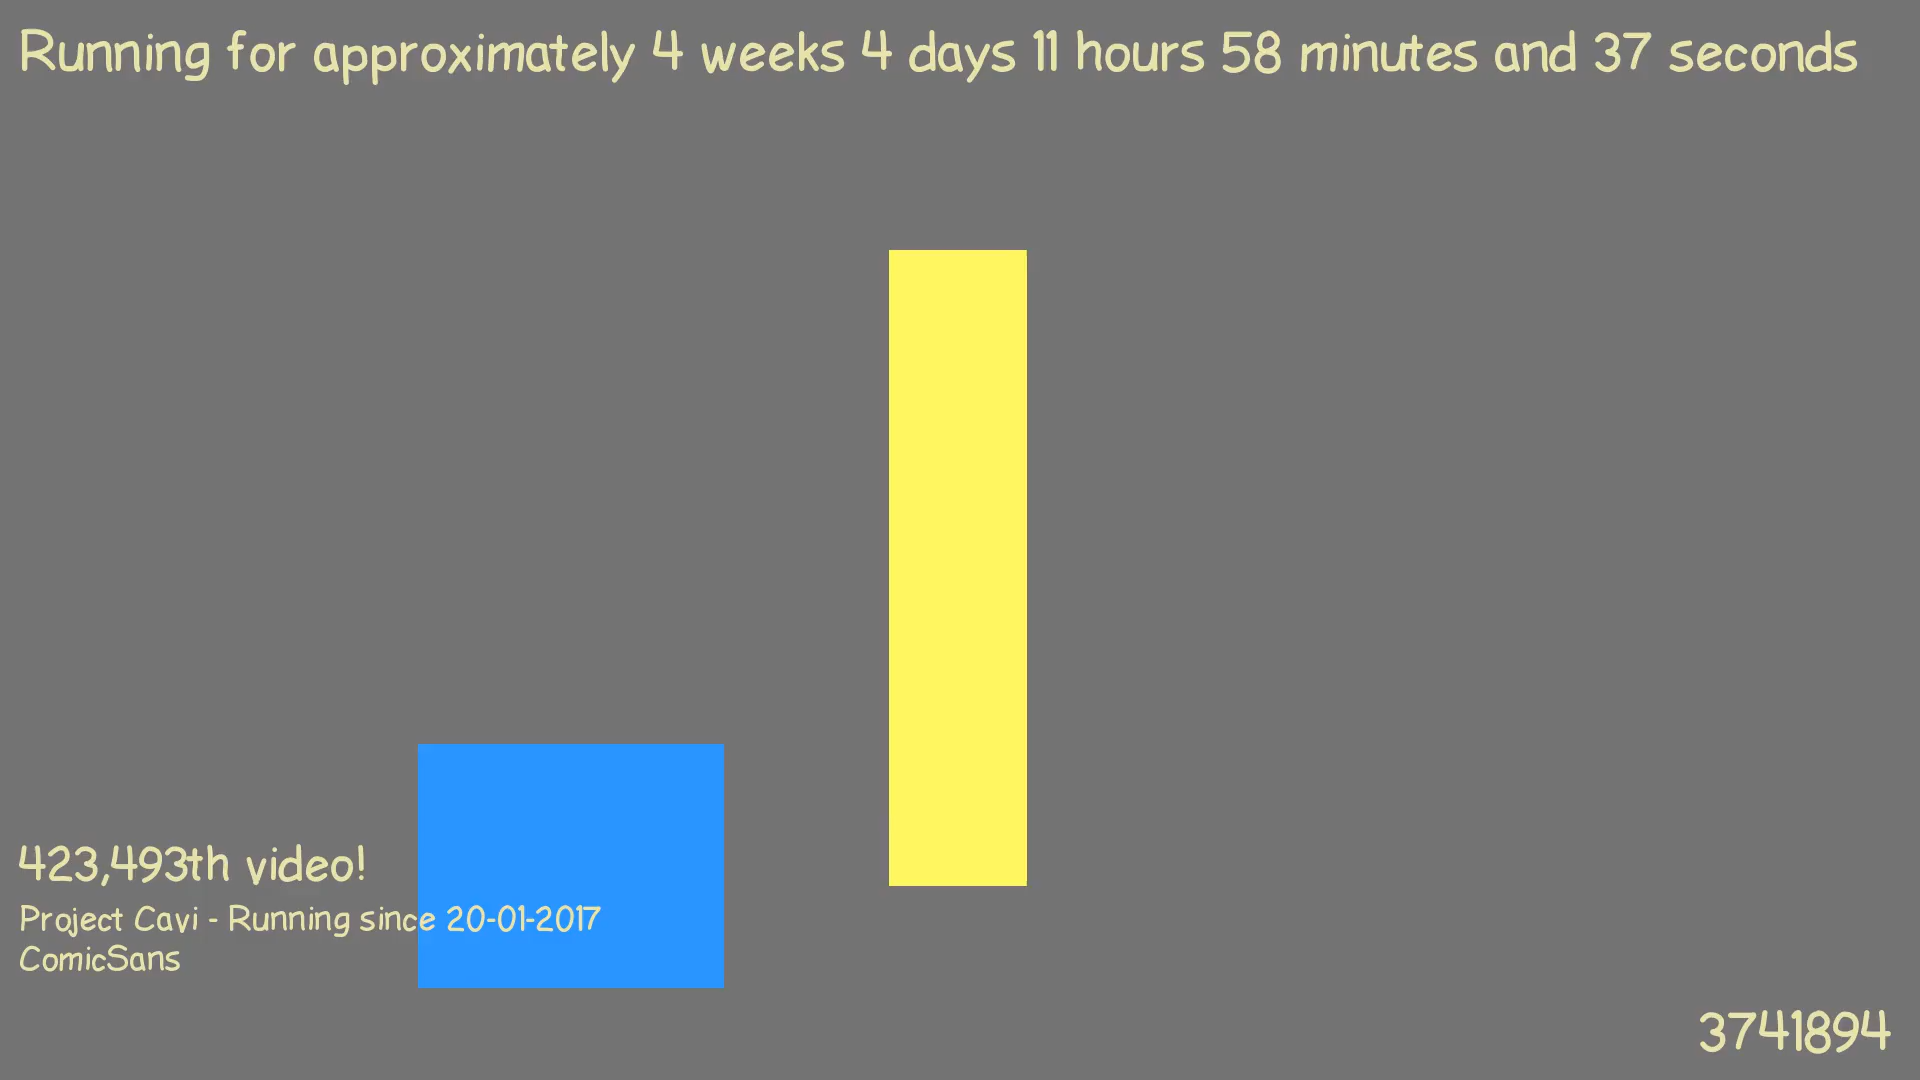 Running for approximately 4 weeks 4 days 11 hours 58 minutes and 37 seconds
423,493th video!
Project Cavi - Running since 20-01-2017
ComicSans
3741894